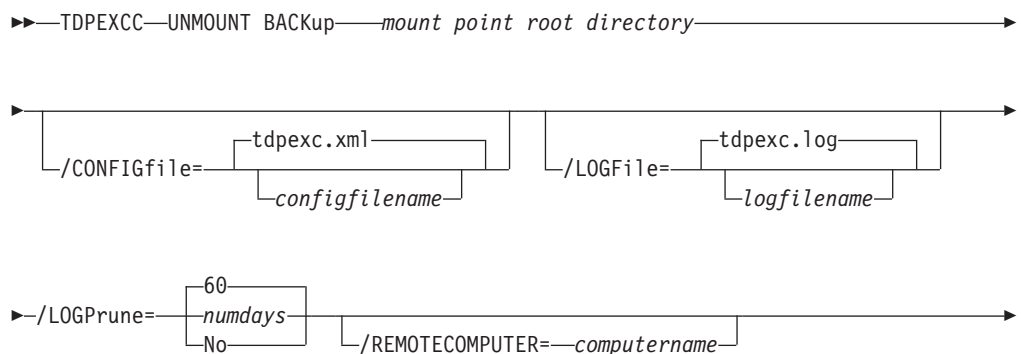 TDPEXCC UNMOUNT BACKup mount point root directory
tdpexc.xml tdpexc.log
/CONFIGfile= /LOGFile=
configfilename logfilename
60
/LOGPrune= numdays
No /REMOTECOMPUTER= computername